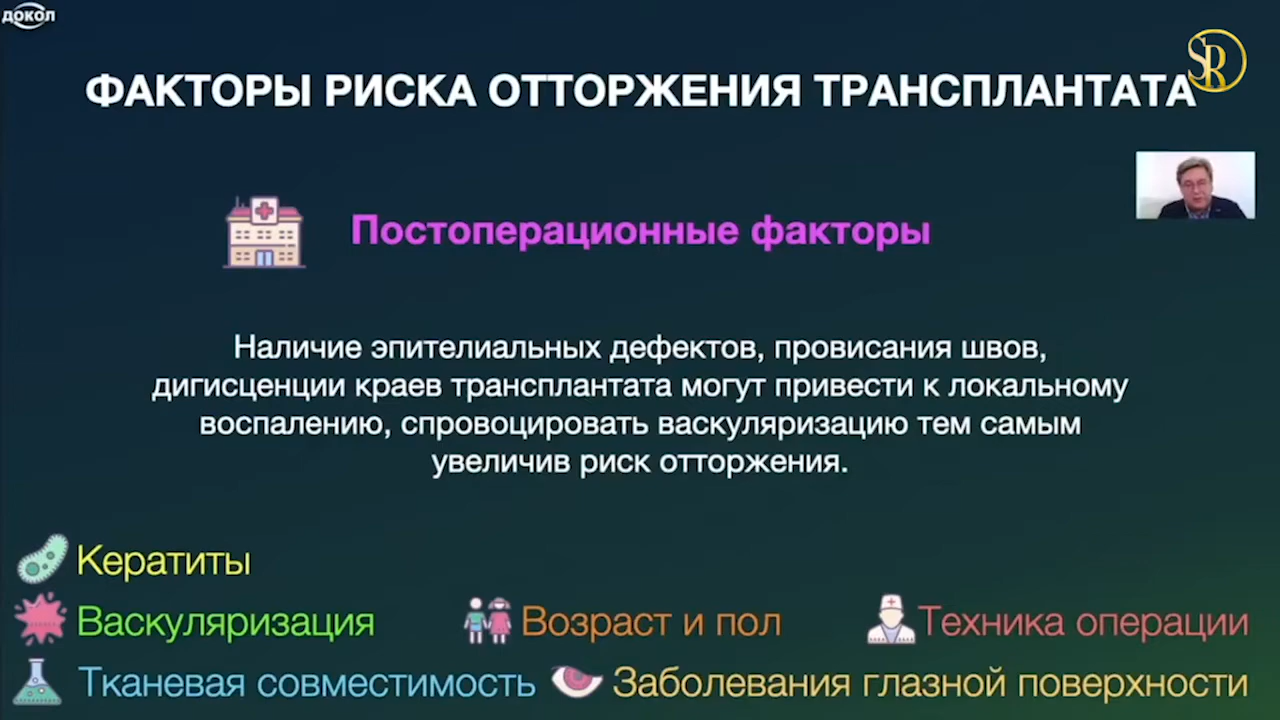 ДОКОЛ
SR
ФАКТОРЫ РИСКА ОТТОРЖЕНИЯ ТРАНСПЛАНТАТА
Постоперационные факторы
Наличие эпителиальных дефектов, провисания швов,
дигисценции краев трансплантата могут привести к локальному
воспалению, спровоцировать васкуляризацию тем самым
увеличив риск отторжения.
Кератиты
Васкуляризация
Возраст и пол
Техника операции
Тканевая совместимость
Заболевания глазной поверхности